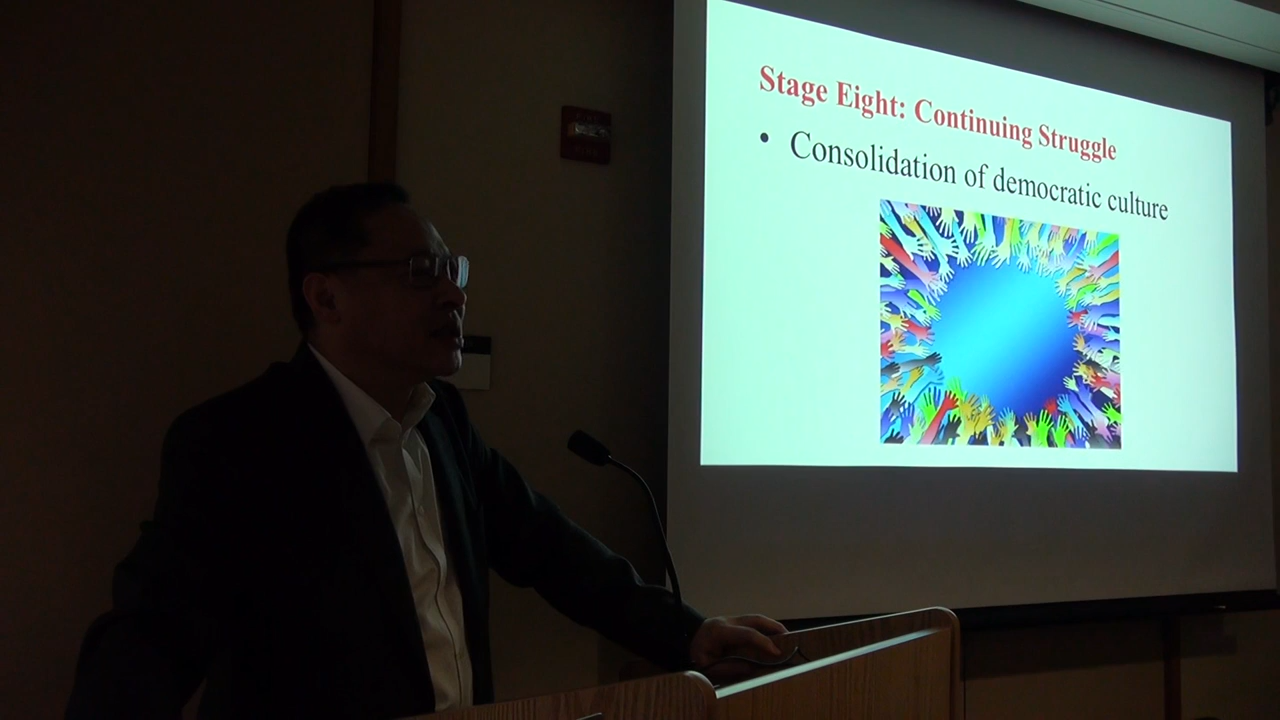 Stage Eight: Continuing Struggle
• Consolidation of democratic culture